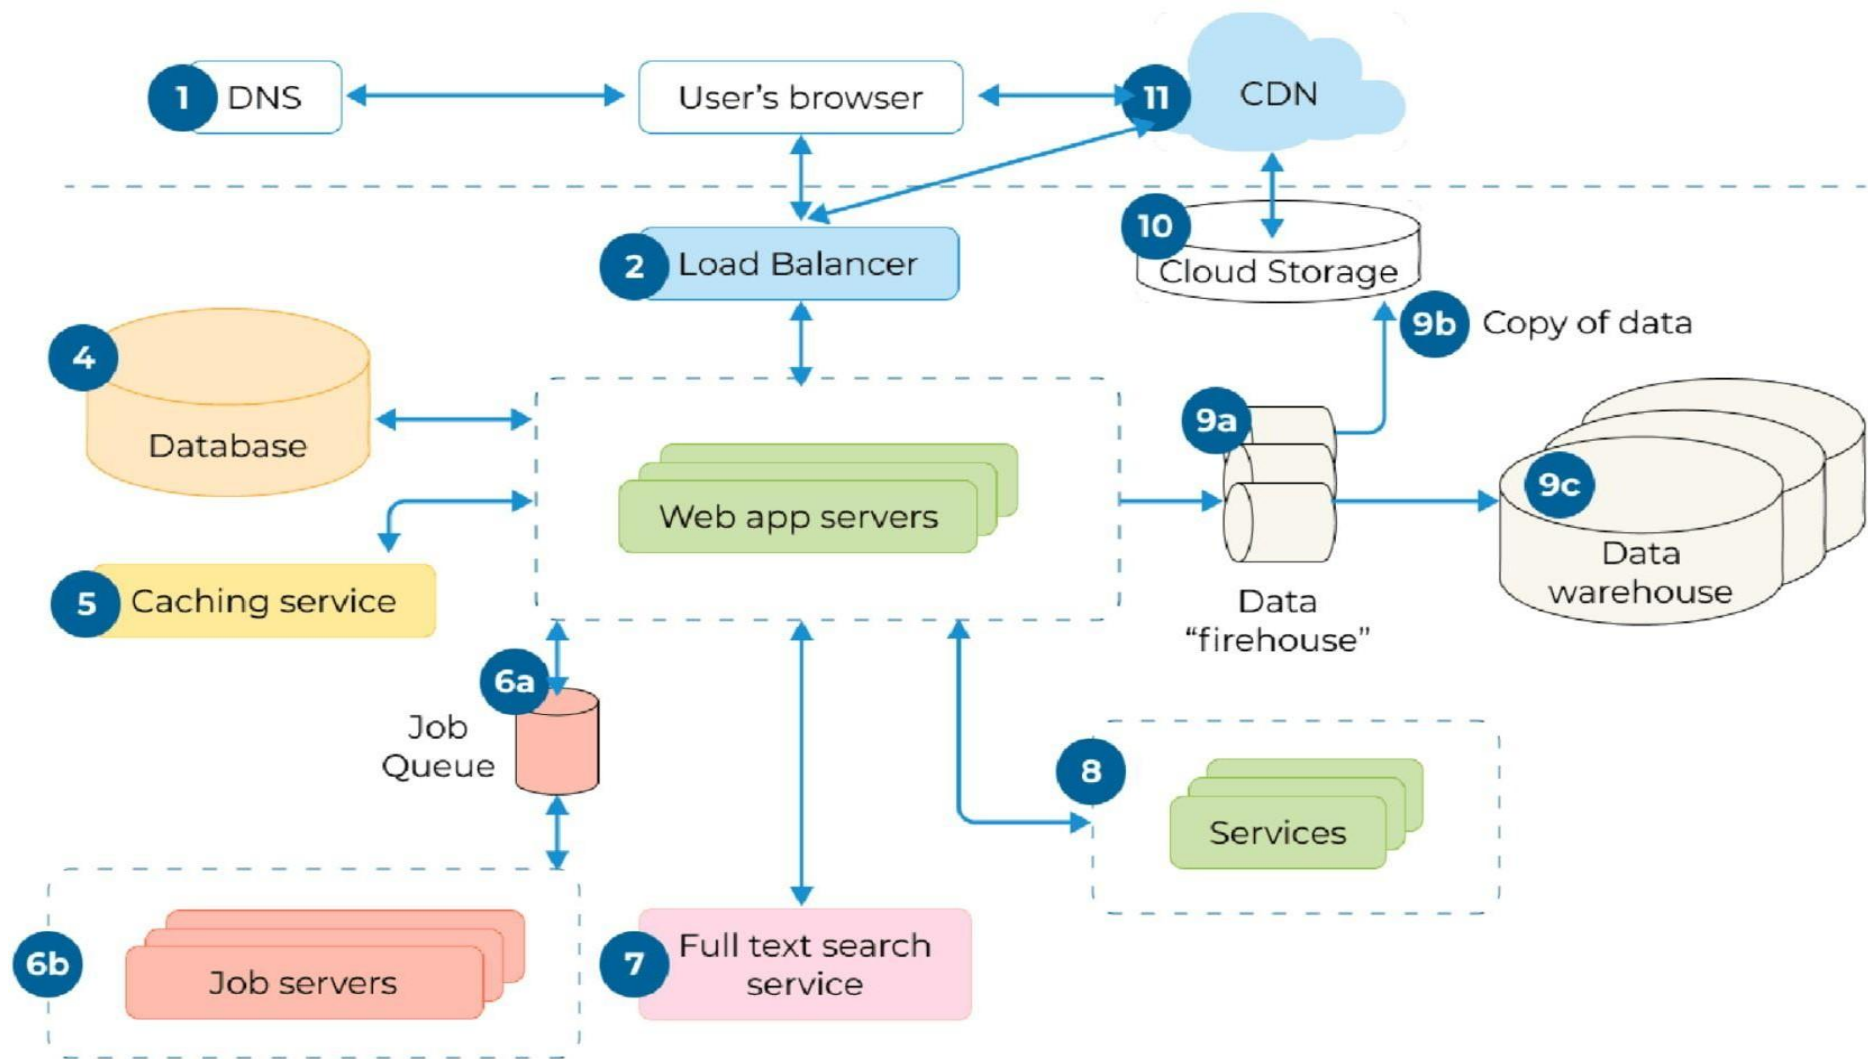 1 DNS
User's browser
11 CDN
2 Load Balancer
10
Cloud Storage
9b Copy of data
4
Database
9a
9c
Web app servers
Data
warehouse
5 Caching service
Data
“firehouse”
6a
Job
Queue
8
Services
6b
Job servers
7
Full text search
service